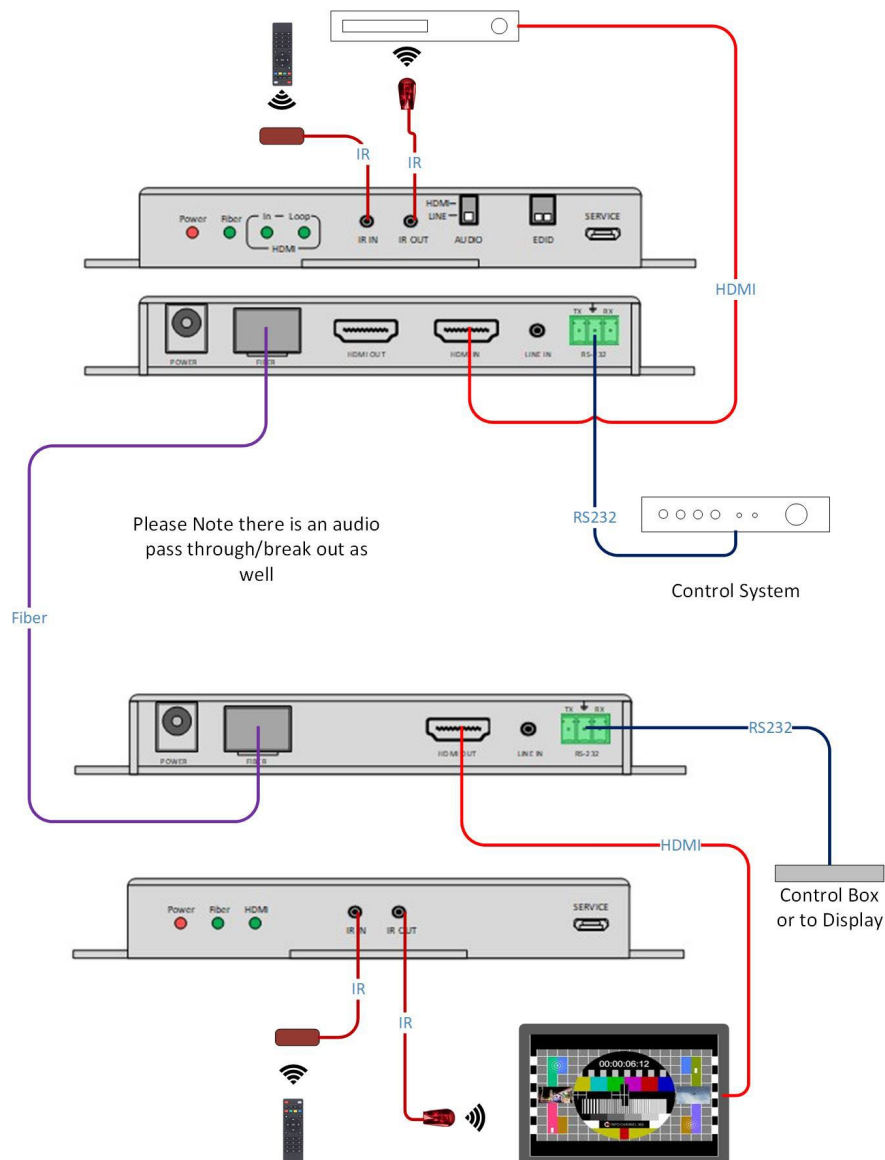 IR
IR
Power Fiber In Loop
HDMI
IR IN IR OUT
HDMI
LINE
AUDIO
EDID
SERVICE
HDMI
POWER
FIBER
HDMI OUT
HDMI IN
LINE IN
TX RX
RS-232
Please Note there is an audio
pass through/break out as
well
RS232
Control System
Fiber
POWER
FIBER
HDMI OUT
LINE IN
TX RX
RS-232
RS232
HDMI
Control Box
or to Display
Power Fiber HDMI
IR IN IR OUT
SERVICE
IR
IR
00:00:06:12